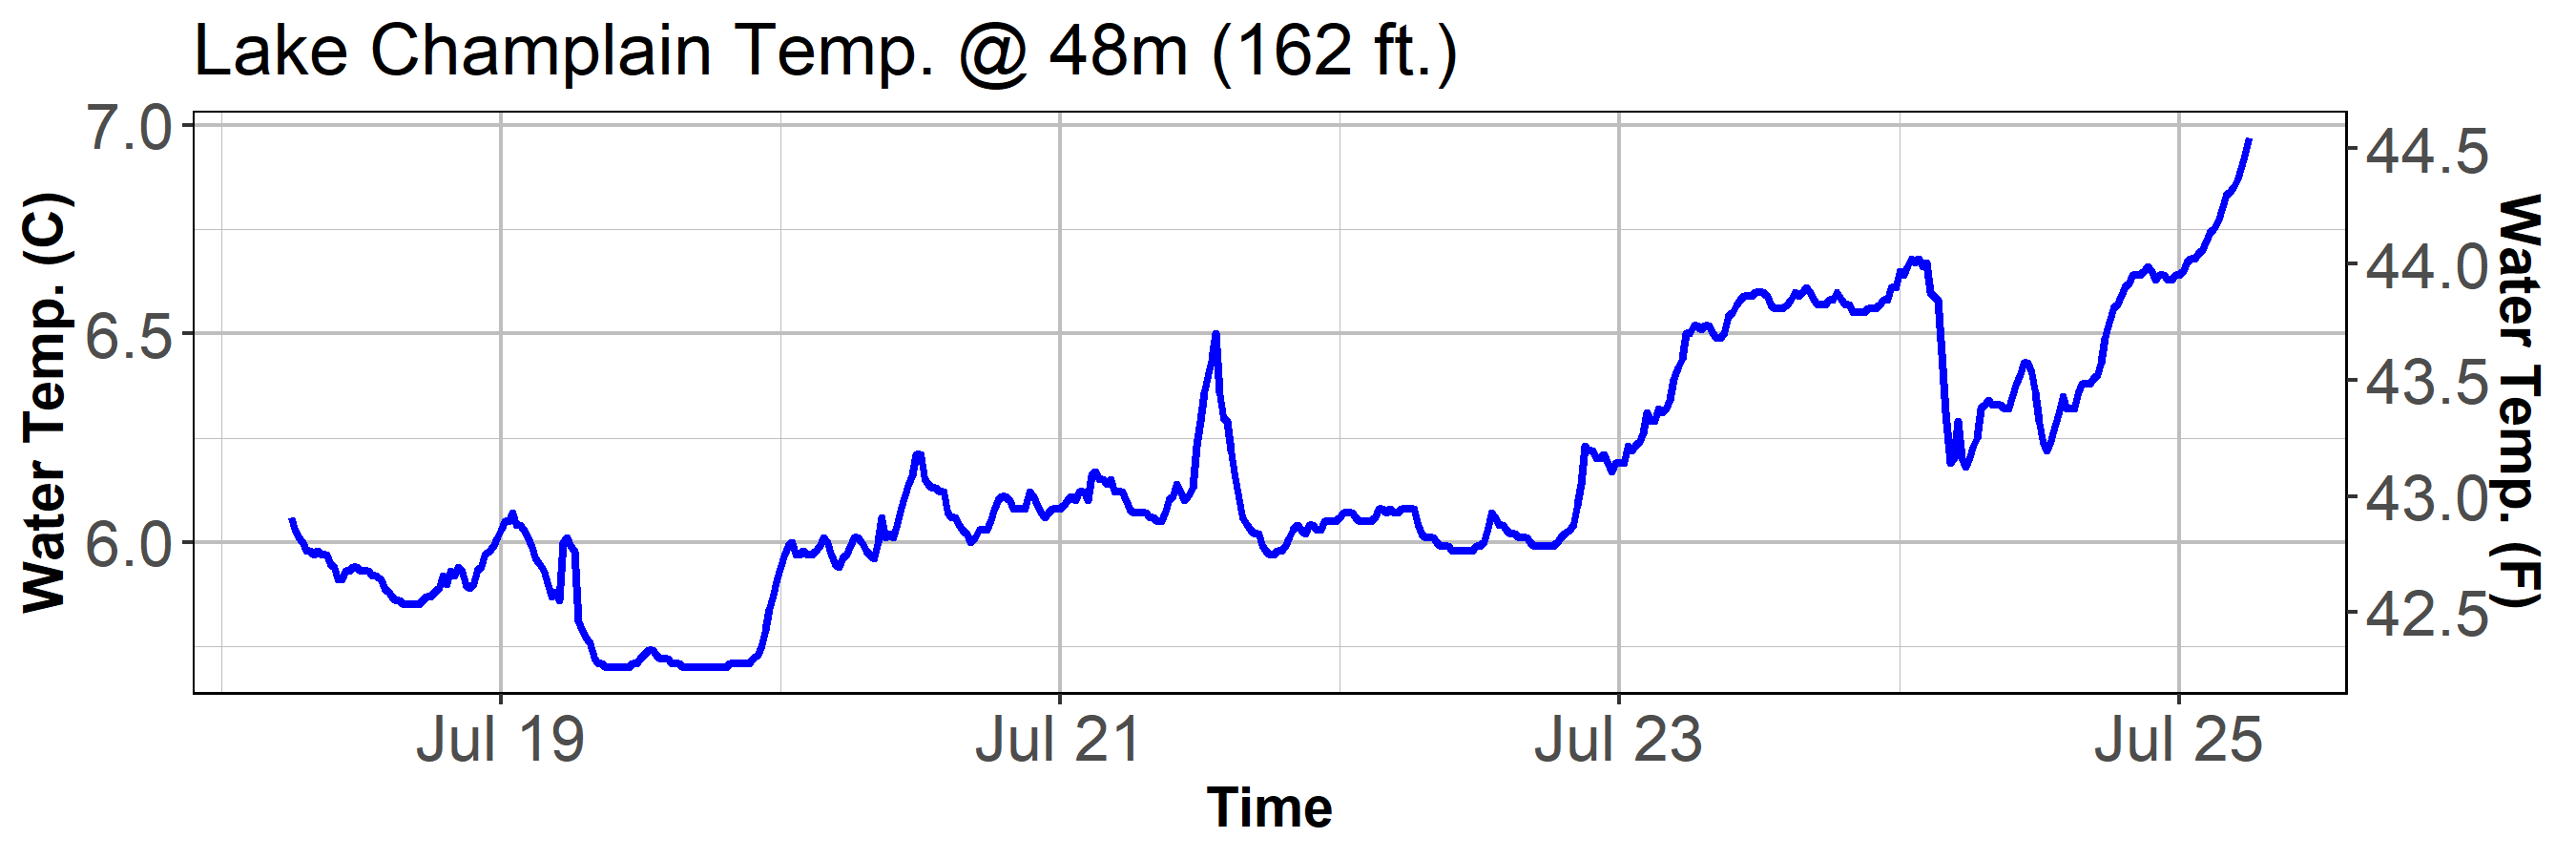 Lake Champlain Temp. @ 48m (162 ft.)
Water Temp. (C)
7.0
6.5
6.0
44.5
44.0
43.5
43.0
42.5
Water Temp. (F)
Jul 19
Jul 21
Jul 23
Jul 25
Time